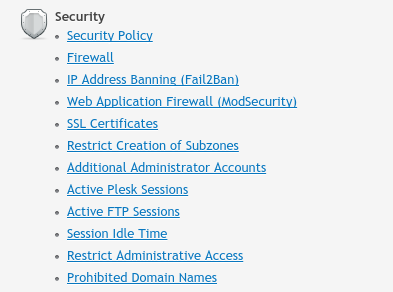 Security
Security Policy
Firewall
IP Address Banning (Fail2Ban)
Web Application Firewall (ModSecurity)
SSL Certificates
Restrict Creation of Subzones
Additional Administrator Accounts
Active Plesk Sessions
Active FTP Sessions
Session Idle Time
Restrict Administrative Access
Prohibited Domain Names